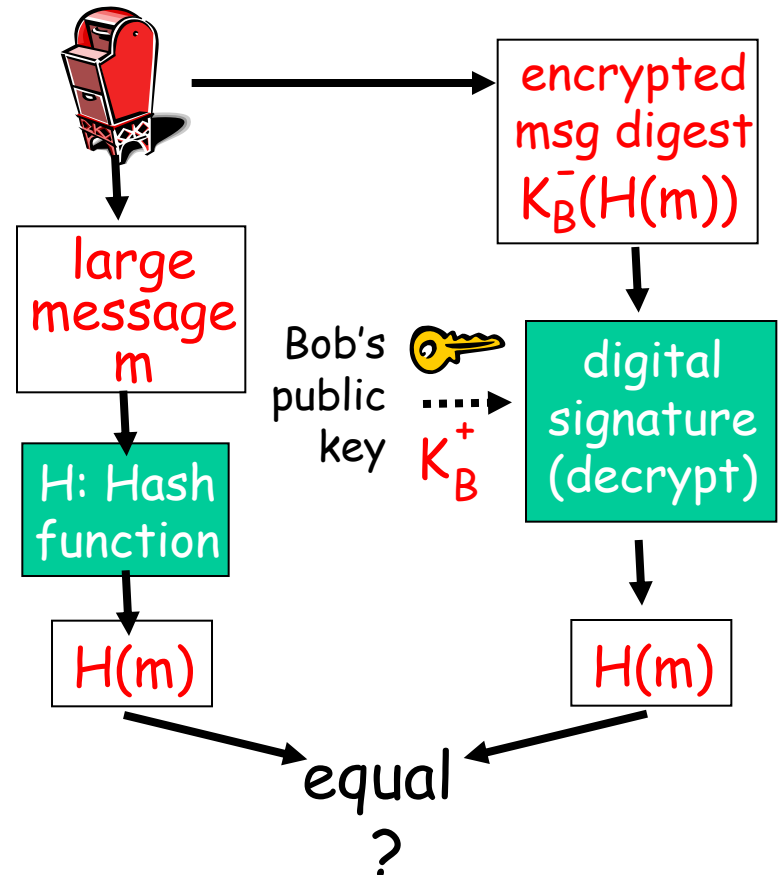 encrypted
msg digest
K_B^-(H(m))
large
message
m
Bob's
public
key
K_B^+
digital
signature
(decrypt)
H: Hash
function
H(m)
H(m)
equal
?